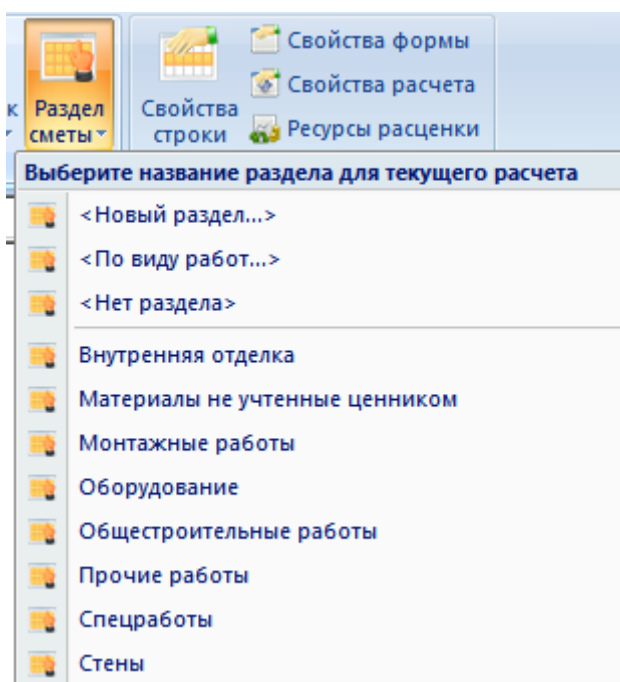 Раздел
сметы
Свойства
строки
Свойства формы
Свойства расчета
Ресурсы расценки
Выберите название раздела для текущего расчета
<Новый раздел...>
<По виду работ...>
<Нет раздела>
Внутренняя отделка
Материалы не учтенные ценником
Монтажные работы
Оборудование
Общестроительные работы
Прочие работы
Спецработы
Стены